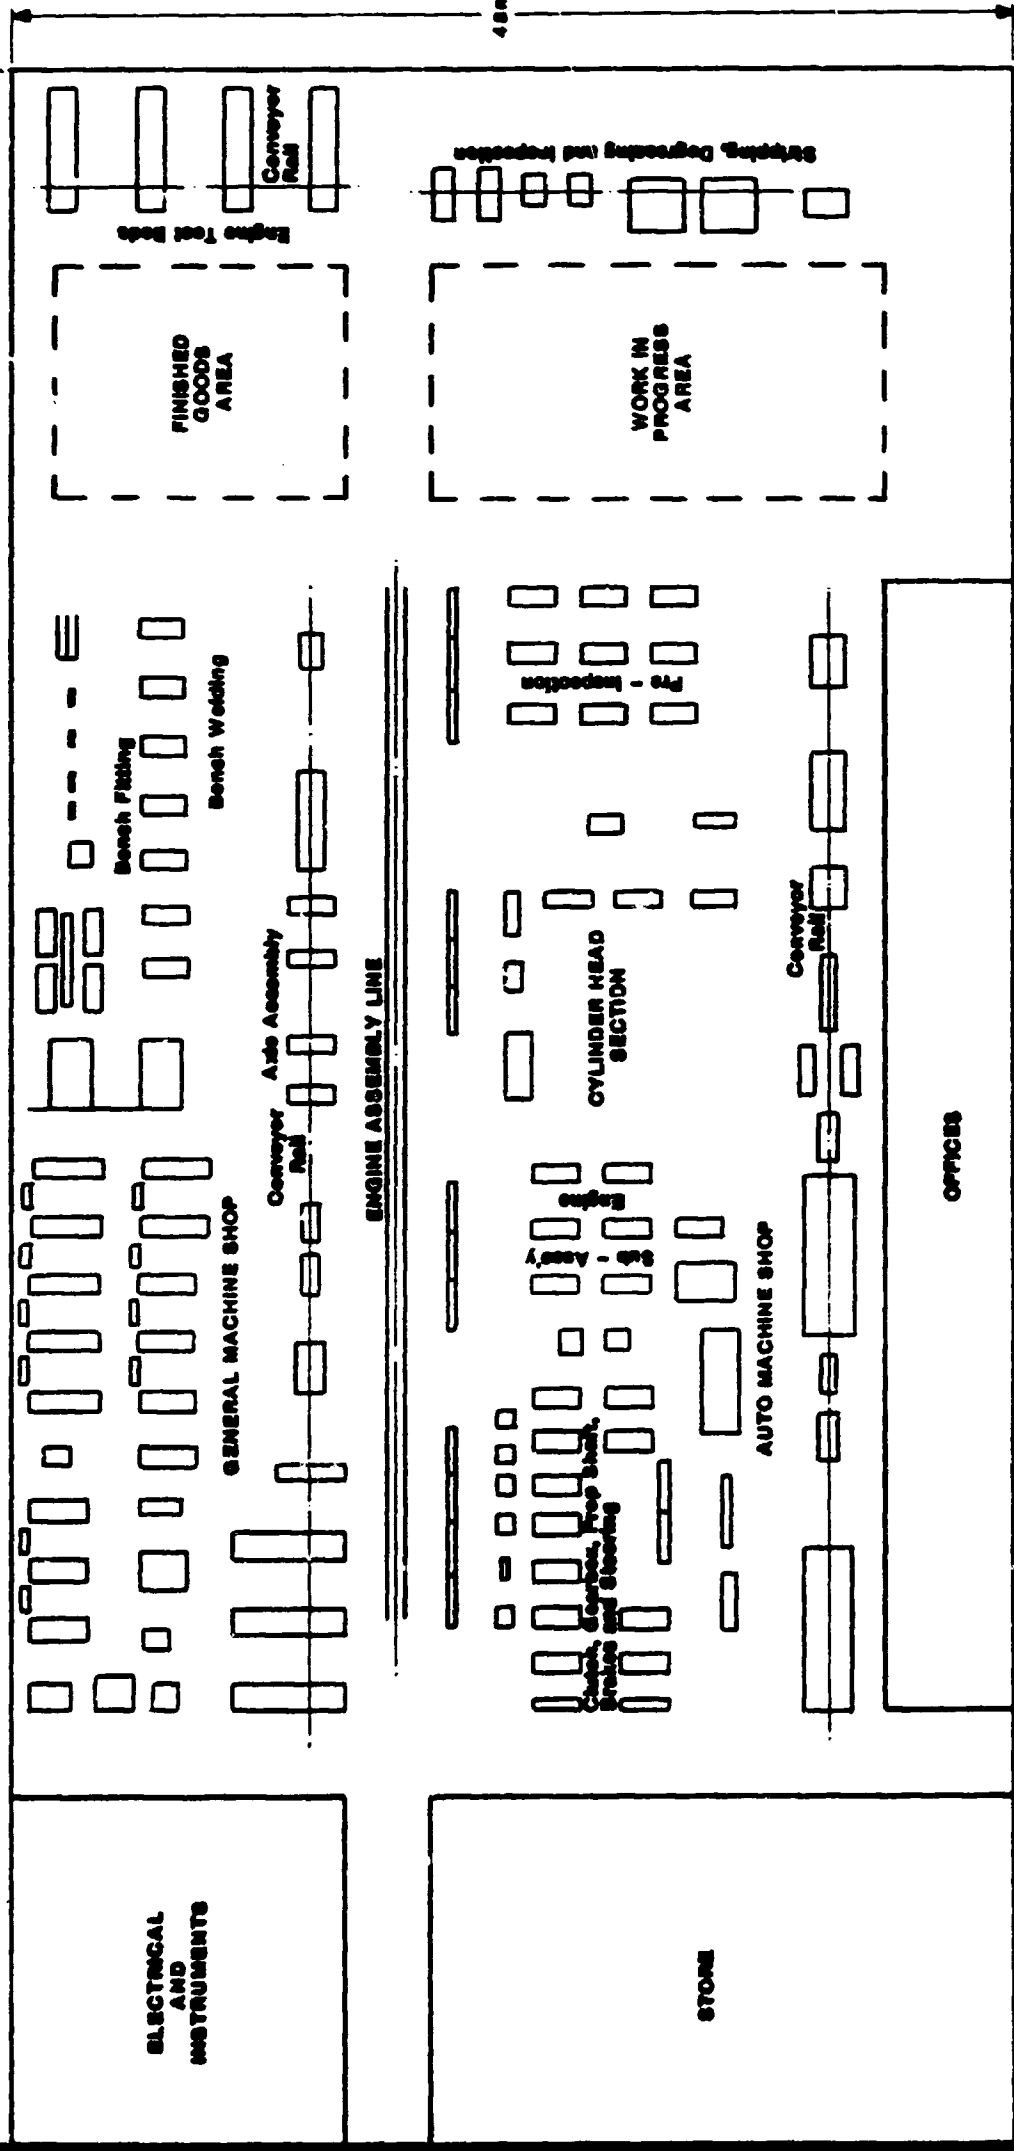 Stripping, Degreasing and Inspection
Conveyor
Rail
Engine Test Beds
FINISHED
GOODS
AREA
WORK IN
PROGRESS
AREA
Bench Fitting
Bench Welding
Pre - Inspection
Axle Assembly
Conveyor
Rail
ENGINE ASSEMBLY LINE
CYLINDER HEAD
SECTION
Conveyor
Rail
GENERAL MACHINE SHOP
Engine
Sub - Ass'y
AUTO MACHINE SHOP
Clutch, Gearbox, Prop Shaft,
Brakes and Steering
OFFICES
ELECTRICAL
AND
INSTRUMENTS
STORE